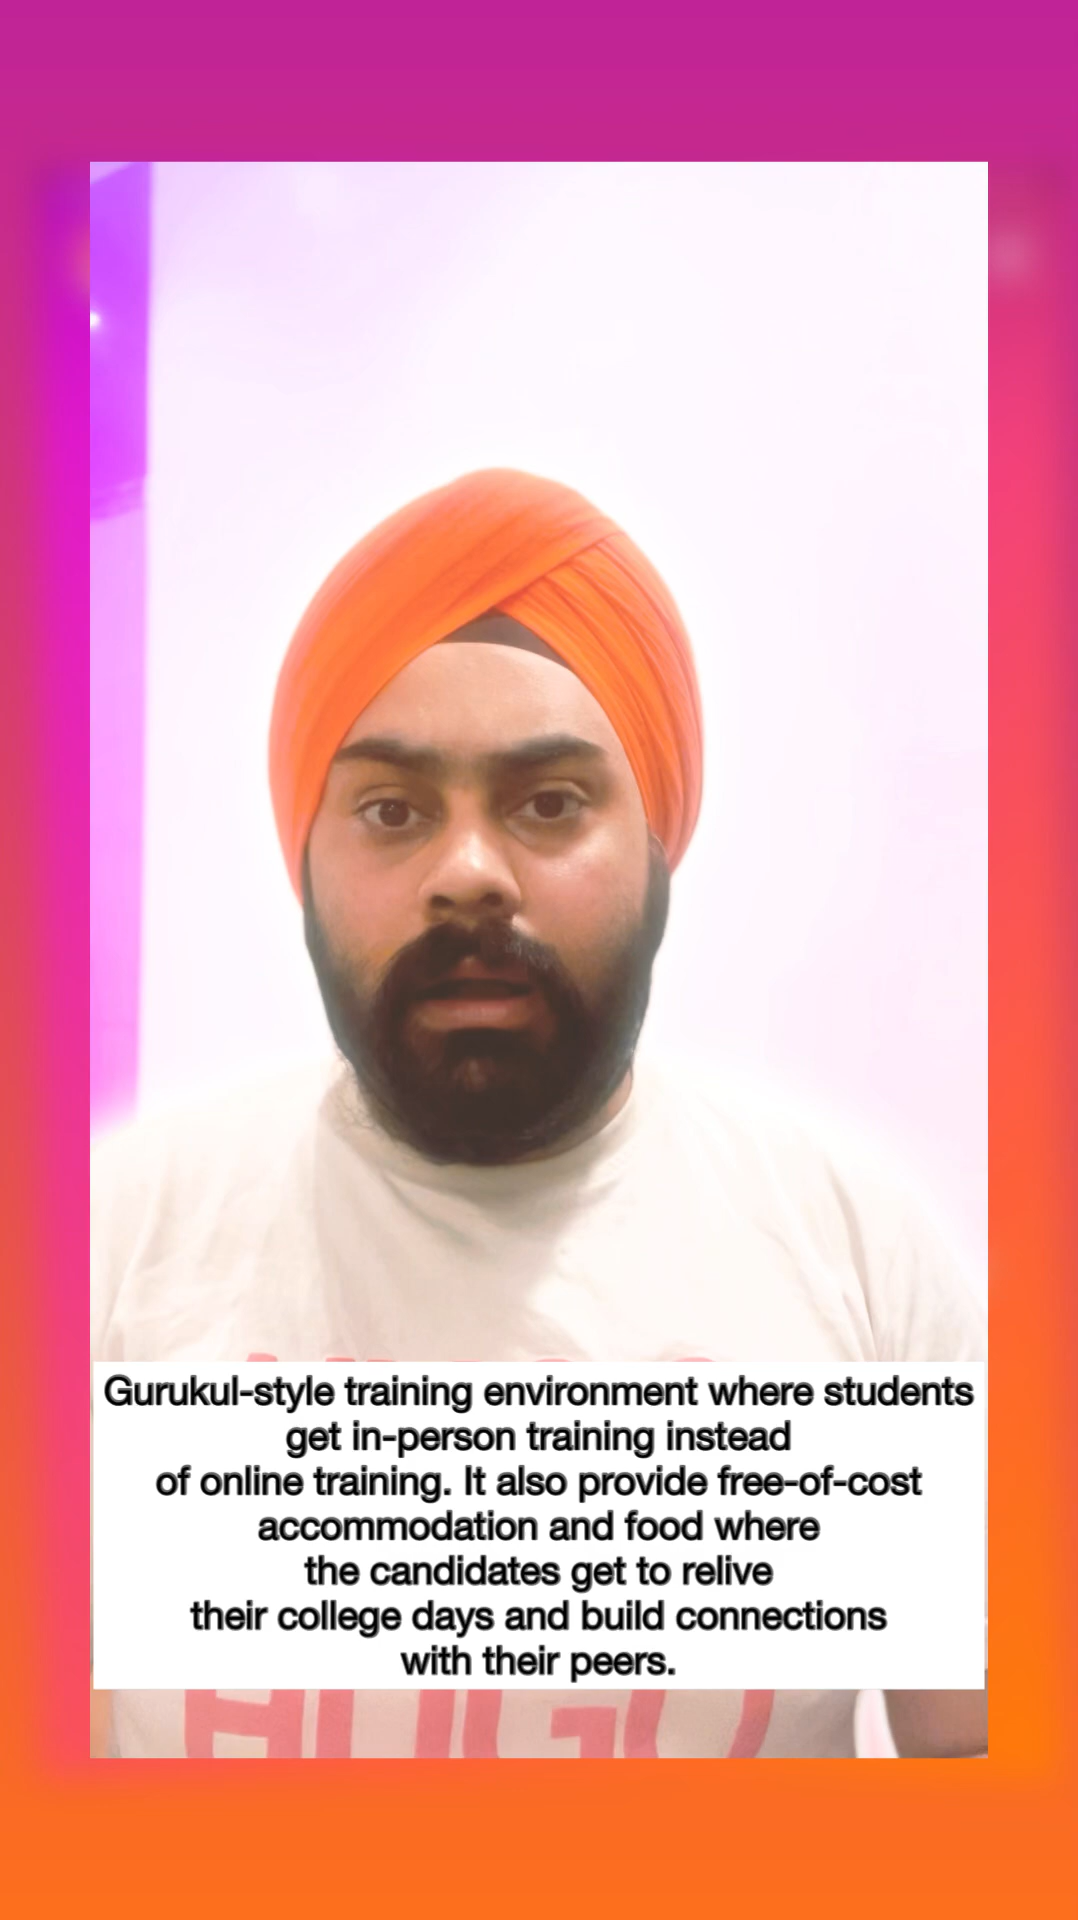 Gurukul-style training environment where students
get in-person training instead
of online training. It also provide free-of-cost
accommodation and food where
the candidates get to relive
their college days and build connections
with their peers.
HUGO